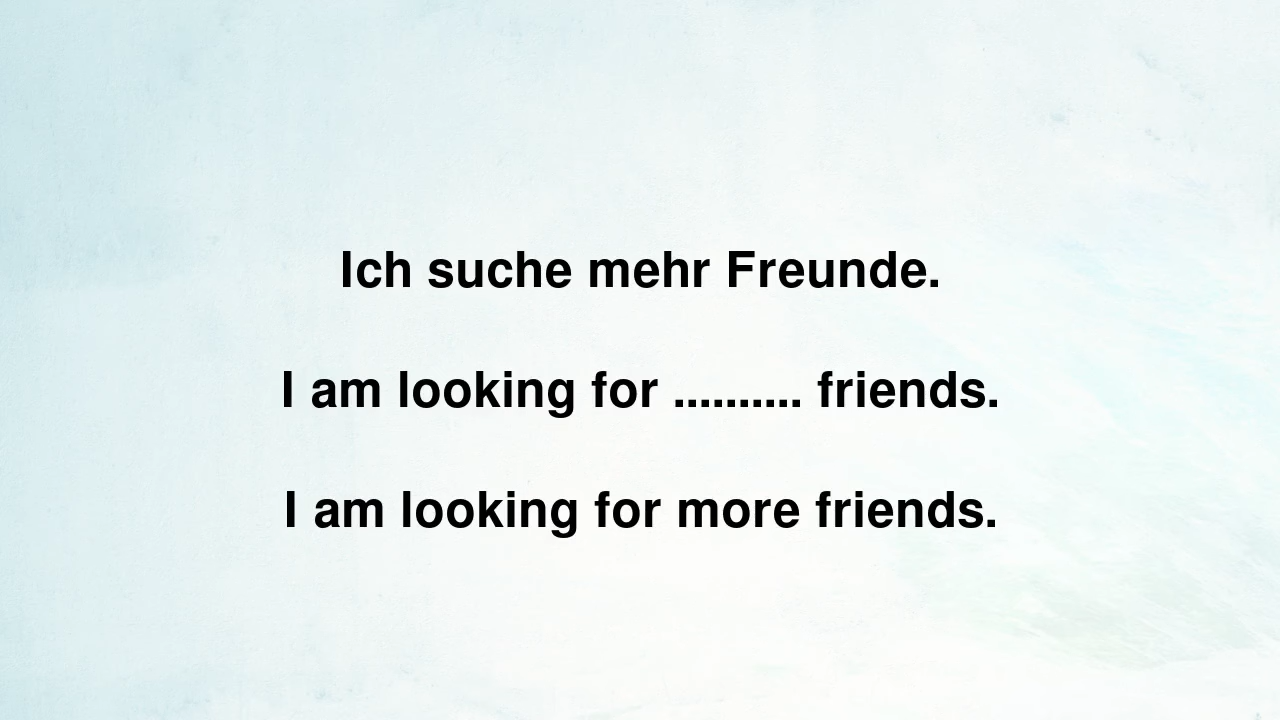 Ich suche mehr Freunde.
I am looking for .......... friends.
I am looking for more friends.